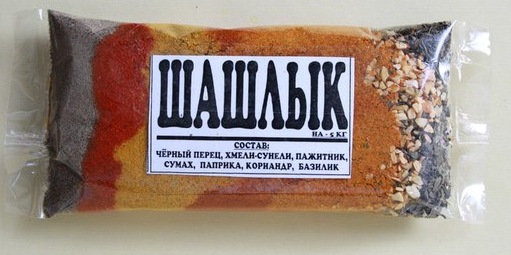 ШАШЛЫК
НА - 5 КГ
СОСТАВ:
ЧЁРНЫЙ ПЕРЕЦ, ХМЕЛИ-СУНЕЛИ, ПАЖИТНИК,
СУМАХ, ПАПРИКА, КОРИАНДР, БАЗИЛИК